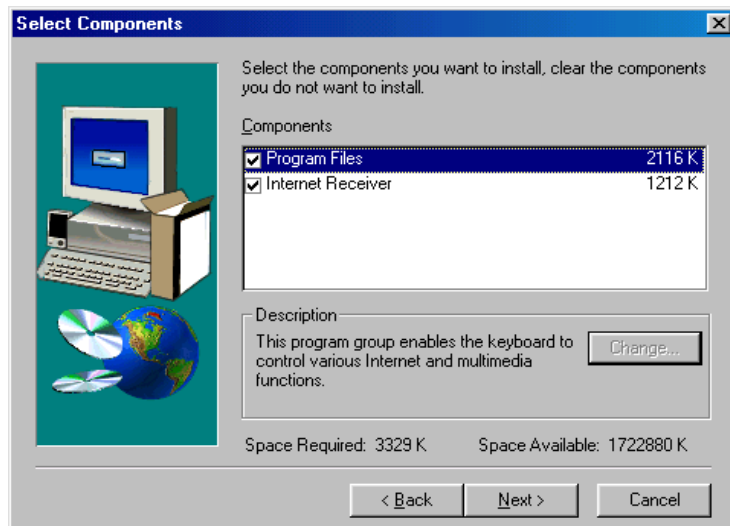 Select Components
Select the components you want to install, clear the components
you do not want to install.
Components
Program Files 2116 K
Internet Receiver 1212 K
Description
This program group enables the keyboard to
control various Internet and multimedia
functions.
Change...
Space Required: 3329 K Space Available: 1722880 K
< Back Next > Cancel